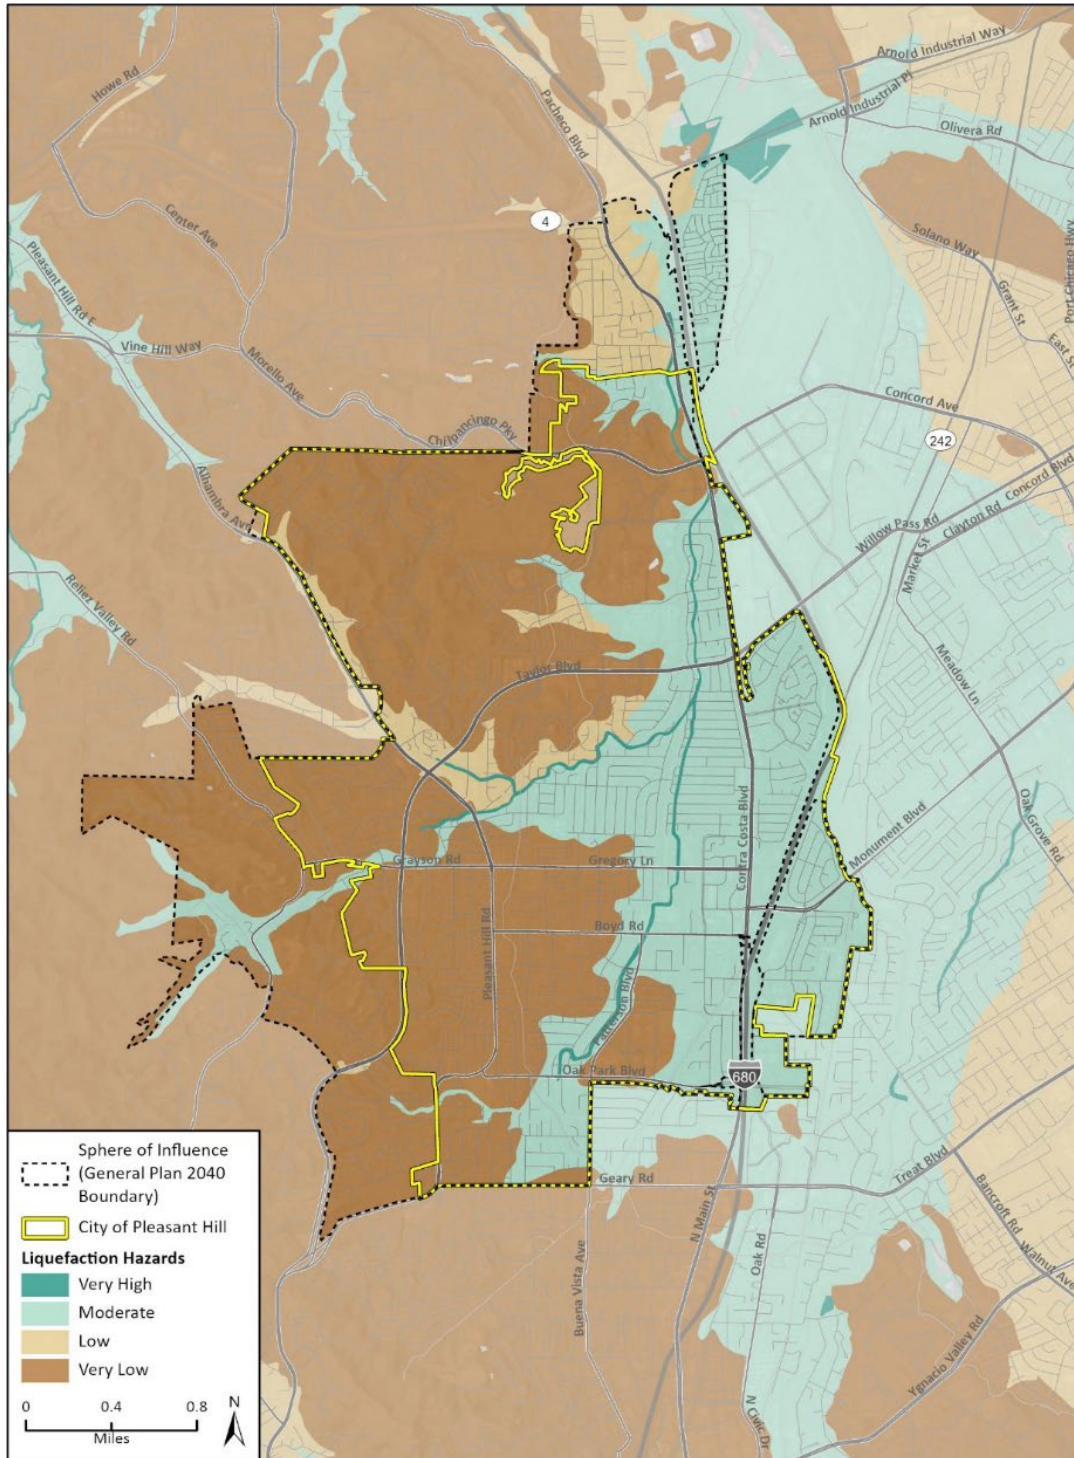 Arnold Industrial Way
Howe Rd
Pacheco Blvd
Arnold Industrial Pl
Olivera Rd
Center Ave
4
Solano Way
Port Chicago Hwy
Pleasant Hill Rd E
Grant St
East St
Vine Hill Way
Morello Ave
Concord Ave
Chilpancingo Pky
242
Concord Blvd
Alhambra Ave
Willow Pass Rd
Clayton Rd
Market St
Reliez Valley Rd
Meadow Ln
Taylor Blvd
Contra Costa Blvd
Oak Grove Rd
Monument Blvd
Grayson Rd
Gregory Ln
Pleasant Hill Rd
Boyd Rd
Patterson Blvd
Oak Park Blvd
680
Geary Rd
Treat Blvd
N Main St
Bancroft Rd
Oak Rd
Walnut Ave
Buena Vista Ave
Ygnacio Valley Rd
N Civic Dr
Sphere of Influence
(General Plan 2040
Boundary)
City of Pleasant Hill
Liquefaction Hazards
Very High
Moderate
Low
Very Low
0 0.4 0.8
Miles
N